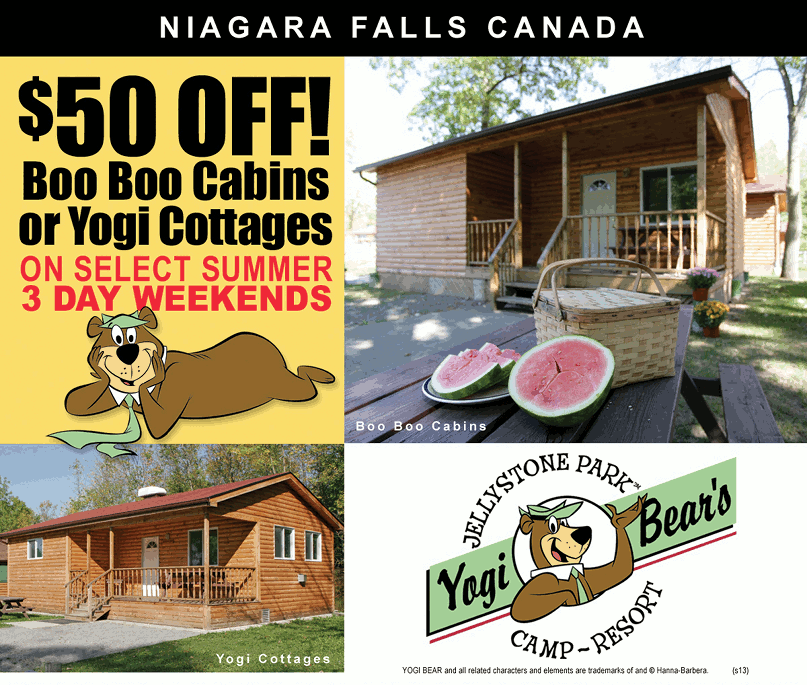 NIAGARA FALLS CANADA
$50 OFF!
Boo Boo Cabins
or Yogi Cottages
ON SELECT SUMMER
3 DAY WEEKENDS
Boo Boo Cabins
Yogi Cottages
JELLYSTONE PARK™
Yogi Bear's
CAMP~RESORT
YOGI BEAR and all related characters and elements are trademarks of and © Hanna-Barbera. (s13)